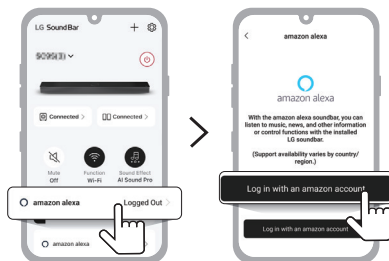 LG Sound Bar
Connected >
Connected >
Mute
Off
Function
Wi-Fi
Sound Effect
AI Sound Pro
amazon alexa
Logged Out >
amazon alexa
amazon alexa
amazon alexa
With the amazon alexa soundbar, you can
listen to music, news, and other information
or control functions with the installed
LG soundbar.
(Support availability varies by country/
region.)
Log in with an amazon account
Log in with an amazon account